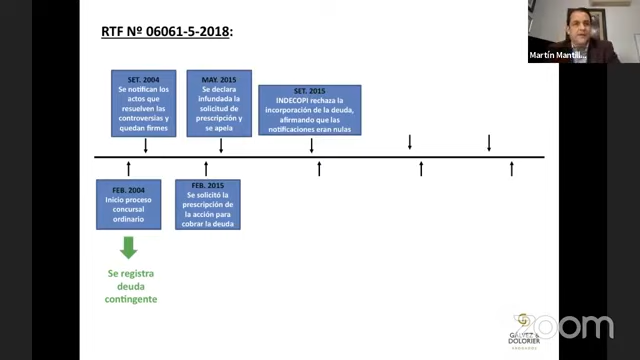 RTF Nº 06061-5-2018:
Martín Mantill...
SET. 2004
Se notifican los
actos que
resuelven las
controversias y
quedan firmes
MAY. 2015
Se declara
infundada la
solicitud de
prescripción y se
apela
SET. 2015
INDECOPI rechaza la
incorporación de la deuda,
afirmando que las
notificaciones eran nulas
FEB. 2004
Inicio proceso
concursal
ordinario
FEB. 2015
Se solicitó la
prescripción de
la acción para
cobrar la deuda
Se registra
deuda
contingente
GÁLVEZ &
DOLORIER
zoom